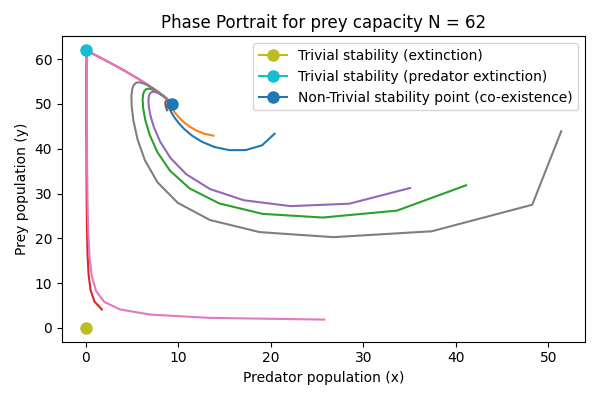 Phase Portrait for prey capacity N = 62
Trivial stability (extinction)
Trivial stability (predator extinction)
Non-Trivial stability point (co-existence)
Prey population (y)
60
50
40
30
20
10
0
0 10 20 30 40 50
Predator population (x)